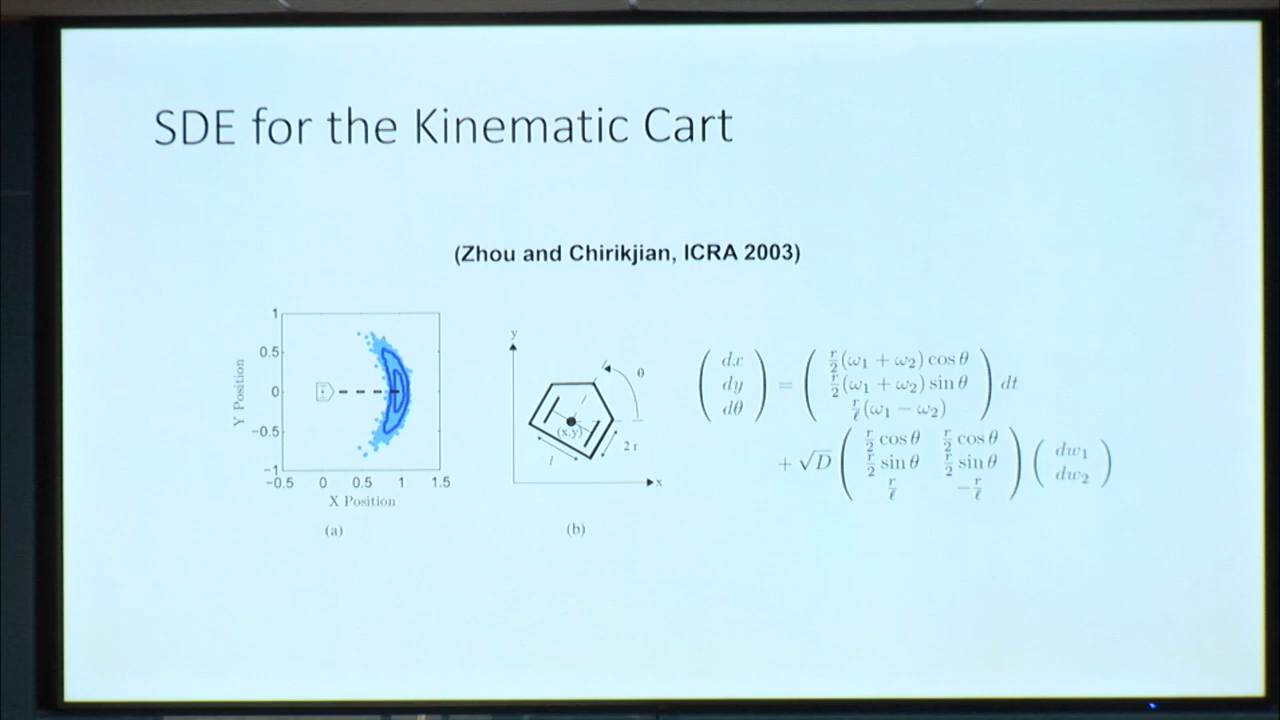 SDE for the Kinematic Cart
(Zhou and Chirikjian, ICRA 2003)
1
0.5
0
−0.5
−1
−0.5 0 0.5 1 1.5
Y Position
X Position
(a)
y
θ
(x,y)
2 r
l
x
(b)
( dx dy dθ ) = ( r/2 (ω₁ + ω₂) cos θ r/2 (ω₁ + ω₂) sin θ r/ℓ (ω₁ − ω₂) ) dt
+ √D ( r/2 cos θ r/2 cos θ r/2 sin θ r/2 sin θ r/ℓ −r/ℓ ) ( dw₁ dw₂ )